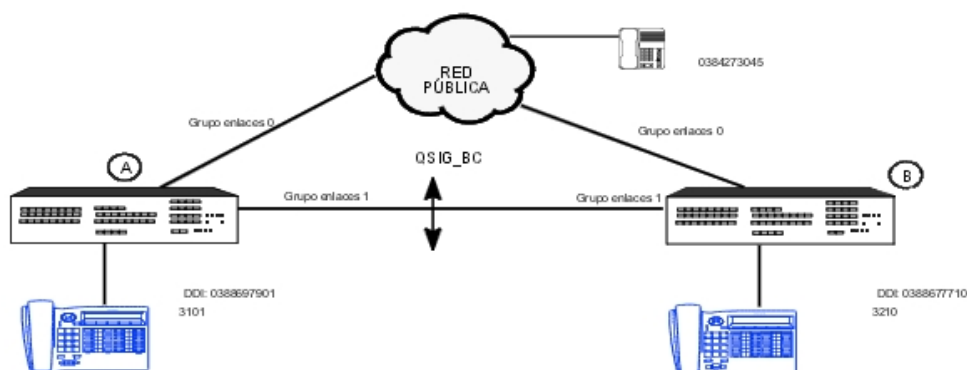 RED
PÚBLICA
0384273045
Grupo enlaces 0
Grupo enlaces 0
QSIG_BC
A
B
Grupo enlaces 1
Grupo enlaces 1
DDI: 0388697901
3101
DDI: 0388677710
3210